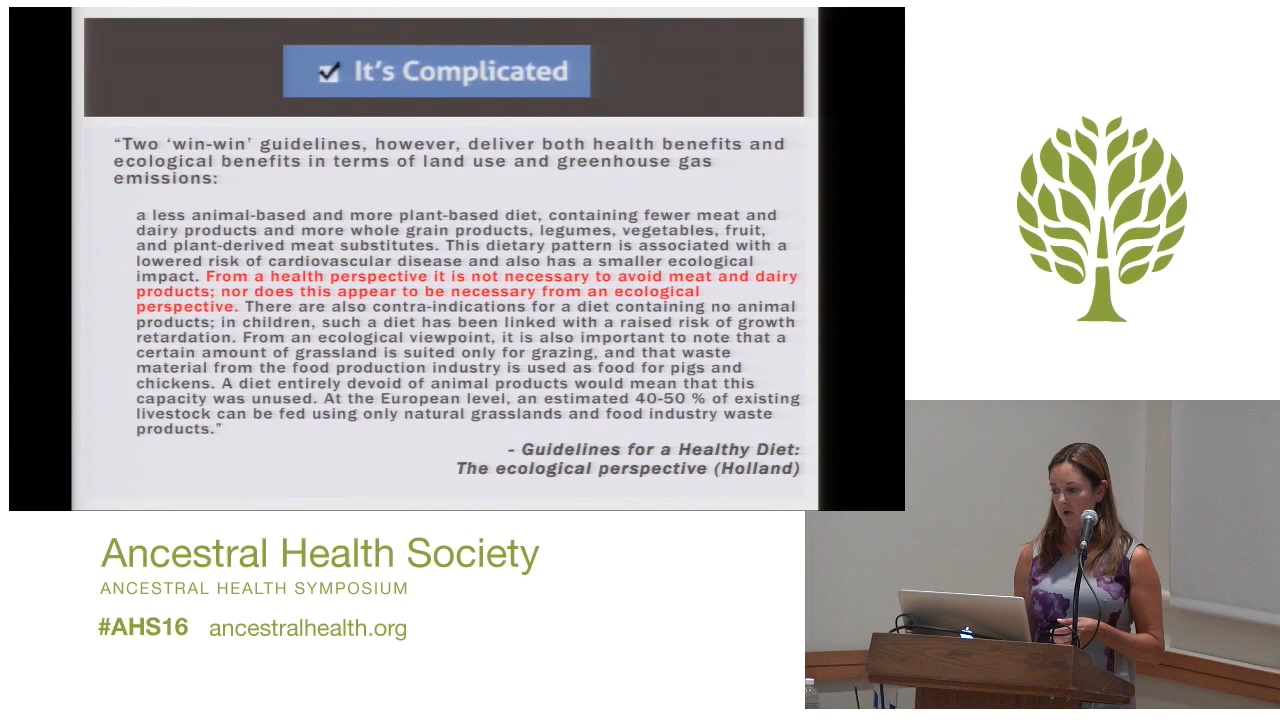 It's Complicated
“Two ‘win-win’ guidelines, however, deliver both health benefits and
ecological benefits in terms of land use and greenhouse gas
emissions:
a less animal-based and more plant-based diet, containing fewer meat and
dairy products and more whole grain products, legumes, vegetables, fruit,
and plant-derived meat substitutes. This dietary pattern is associated with a
lowered risk of cardiovascular disease and also has a smaller ecological
impact. From a health perspective it is not necessary to avoid meat and dairy
products; nor does this appear to be necessary from an ecological
perspective. There are also contra-indications for a diet containing no animal
products; in children, such a diet has been linked with a raised risk of growth
retardation. From an ecological viewpoint, it is also important to note that a
certain amount of grassland is suited only for grazing, and that waste
material from the food production industry is used as food for pigs and
chickens. A diet entirely devoid of animal products would mean that this
capacity was unused. At the European level, an estimated 40-50 % of existing
livestock can be fed using only natural grasslands and food industry waste
products.”
- Guidelines for a Healthy Diet:
The ecological perspective (Holland)
Ancestral Health Society
ANCESTRAL HEALTH SYMPOSIUM
#AHS16 ancestralhealth.org